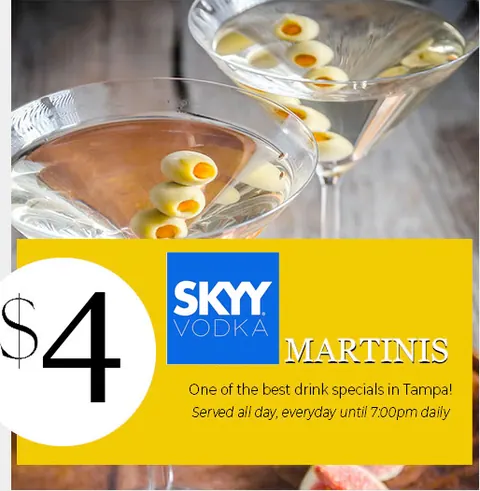 $4
SKYY
VODKA
MARTINIS
One of the best drink specials in Tampa!
Served all day, everyday until 7:00pm daily